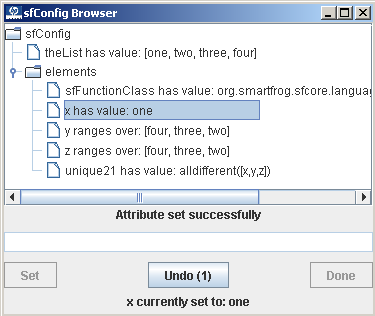 sfConfig Browser
sfConfig
theList has value: [one, two, three, four]
elements
sfFunctionClass has value: org.smartfrog.sfcore.languag
x has value: one
y ranges over: [four, three, two]
z ranges over: [four, three, two]
unique21 has value: alldifferent([x,y,z])
Attribute set successfully
Set Undo (1) Done
x currently set to: one